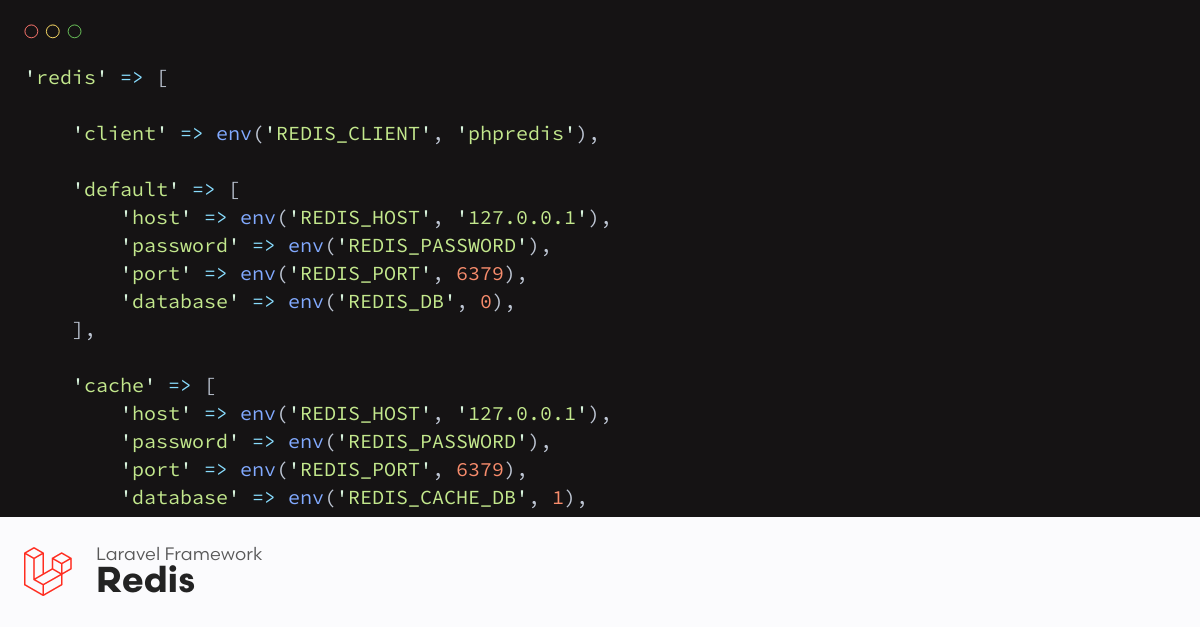 'redis' => [
'client' => env('REDIS_CLIENT', 'phpredis'),
'default' => [
'host' => env('REDIS_HOST', '127.0.0.1'),
'password' => env('REDIS_PASSWORD'),
'port' => env('REDIS_PORT', 6379),
'database' => env('REDIS_DB', 0),
],
'cache' => [
'host' => env('REDIS_HOST', '127.0.0.1'),
'password' => env('REDIS_PASSWORD'),
'port' => env('REDIS_PORT', 6379),
'database' => env('REDIS_CACHE_DB', 1),
Laravel Framework
Redis